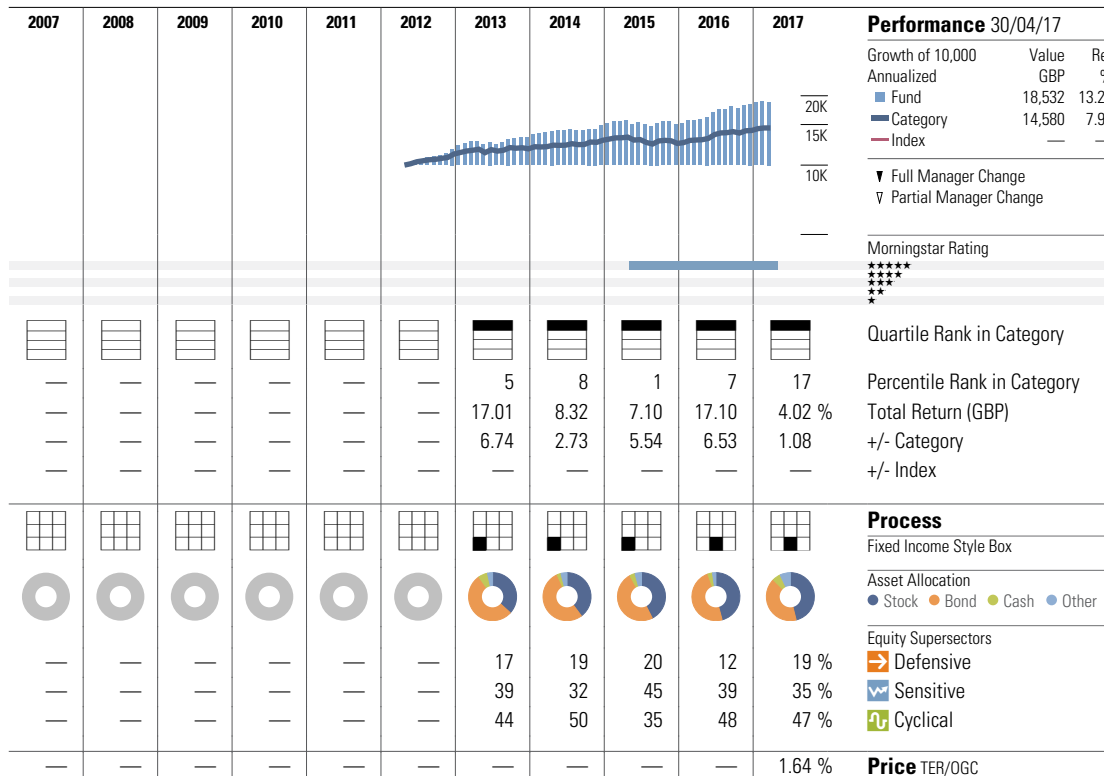 2007 2008 2009 2010 2011 2012 2013 2014 2015 2016 2017 Performance 30/04/17
Growth of 10,000 Value
Annualized GBP
Fund 18,532 13.2
20K
Category 14,580 7.9
15K
Index — —
10K
▼ Full Manager Change
▽ Partial Manager Change
Morningstar Rating
★★★★★
★★★★
★★★
★★
★
Quartile Rank in Category
— — — — — — 5 8 1 7 17 Percentile Rank in Category
— — — — — — 17.01 8.32 7.10 17.10 4.02 % Total Return (GBP)
— — — — — — 6.74 2.73 5.54 6.53 1.08 +/- Category
— — — — — — — — — — — +/- Index
Process
Fixed Income Style Box
Asset Allocation
Stock Bond Cash Other
Equity Supersectors
— — — — — — 17 19 20 12 19 % Defensive
— — — — — — 39 32 45 39 35 % Sensitive
— — — — — — 44 50 35 48 47 % Cyclical
— — — — — — — — — — 1.64 % Price TER/OGC